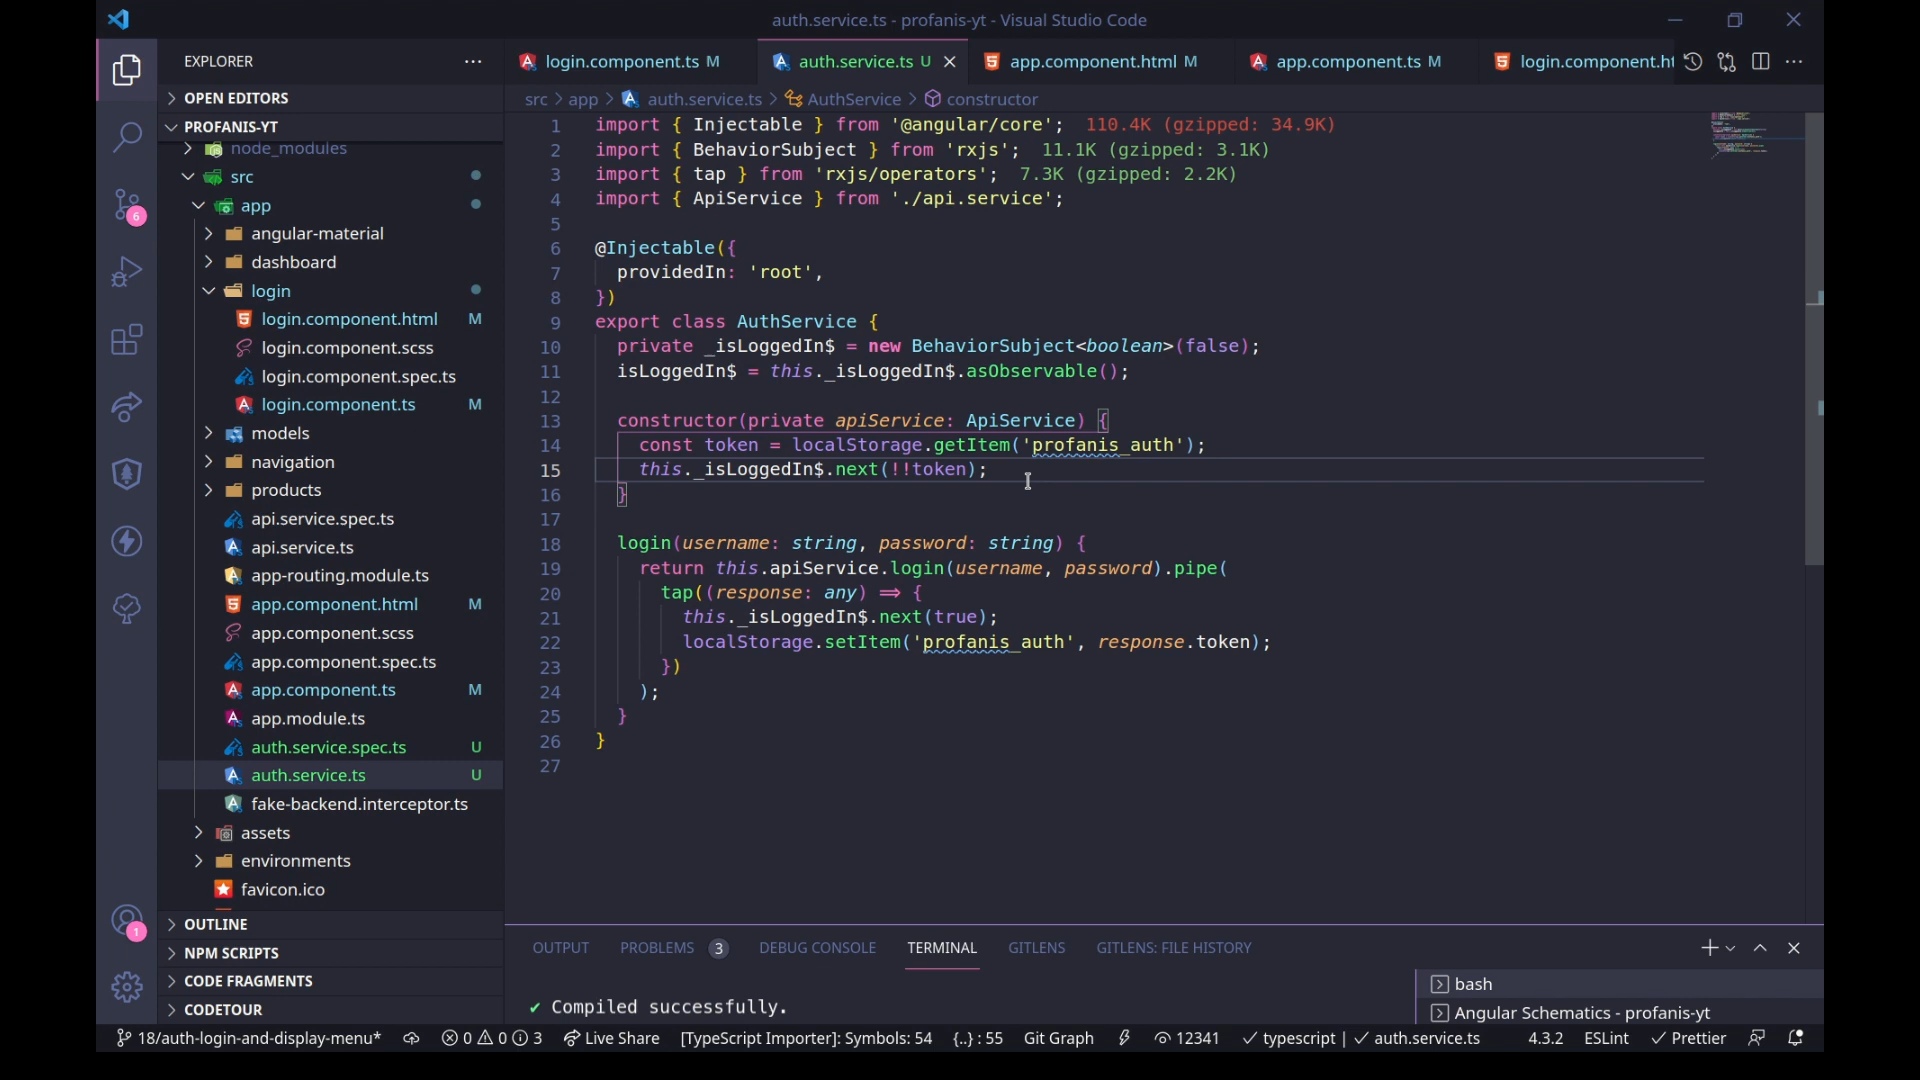 auth.service.ts - profanis-yt - Visual Studio Code
EXPLORER
login.component.ts M
auth.service.ts U
app.component.html M
app.component.ts M
login.component.ht
OPEN EDITORS
src > app > auth.service.ts > AuthService > constructor
PROFANIS-YT
node_modules
src
app
angular-material
dashboard
login
login.component.html M
login.component.scss
login.component.spec.ts
login.component.ts M
models
navigation
products
api.service.spec.ts
api.service.ts
app-routing.module.ts
app.component.html M
app.component.scss
app.component.spec.ts
app.component.ts M
app.module.ts
auth.service.spec.ts U
auth.service.ts U
fake-backend.interceptor.ts
assets
environments
favicon.ico
OUTLINE
NPM SCRIPTS
CODE FRAGMENTS
CODETOUR
6
1
1 import { Injectable } from '@angular/core'; 110.4K (gzipped: 34.9K)
2 import { BehaviorSubject } from 'rxjs'; 11.1K (gzipped: 3.1K)
3 import { tap } from 'rxjs/operators'; 7.3K (gzipped: 2.2K)
4 import { ApiService } from './api.service';
5
6 @Injectable({
7 providedIn: 'root',
8 })
9 export class AuthService {
10 private _isLoggedIn$ = new BehaviorSubject<boolean>(false);
11 isLoggedIn$ = this._isLoggedIn$.asObservable();
12
13 constructor(private apiService: ApiService) {
14 const token = localStorage.getItem('profanis_auth');
15 this._isLoggedIn$.next(!!token);
16 }
17
18 login(username: string, password: string) {
19 return this.apiService.login(username, password).pipe(
20 tap((response: any) => {
21 this._isLoggedIn$.next(true);
22 localStorage.setItem('profanis_auth', response.token);
23 })
24 );
25 }
26 }
27
OUTPUT PROBLEMS 3 DEBUG CONSOLE TERMINAL GITLENS GITLENS: FILE HISTORY
✔ Compiled successfully.
bash
Angular Schematics - profanis-yt
18/auth-login-and-display-menu* 0 0 3 Live Share [TypeScript Importer]: Symbols: 54 {..} : 55 Git Graph 12341 ✓ typescript | ✓ auth.service.ts 4.3.2 ESLint ✓ Prettier